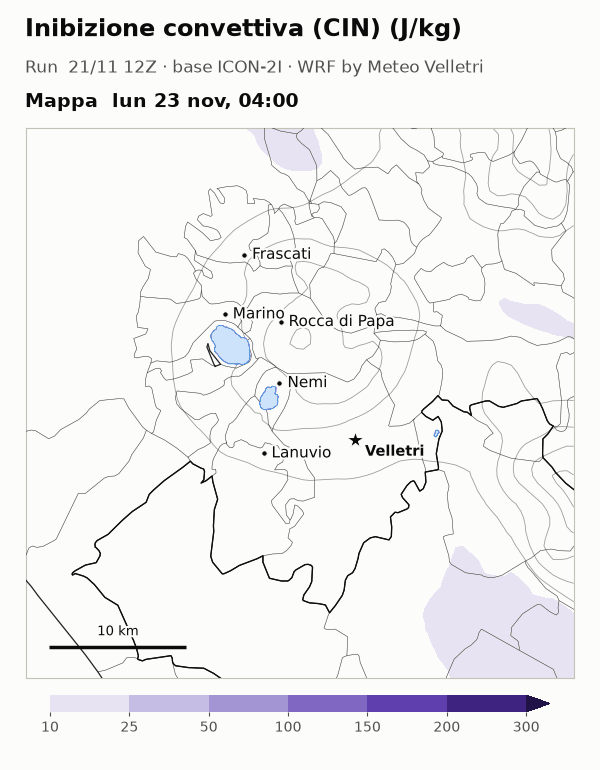 Inibizione convettiva (CIN) (J/kg)
Run  21/11 12Z · base ICON-2I · WRF by Meteo Velletri
Mappa  lun 23 nov, 04:00
Frascati
Marino
Rocca di Papa
Nemi
Velletri
Lanuvio
10 km
10 25 50 100 150 200 300